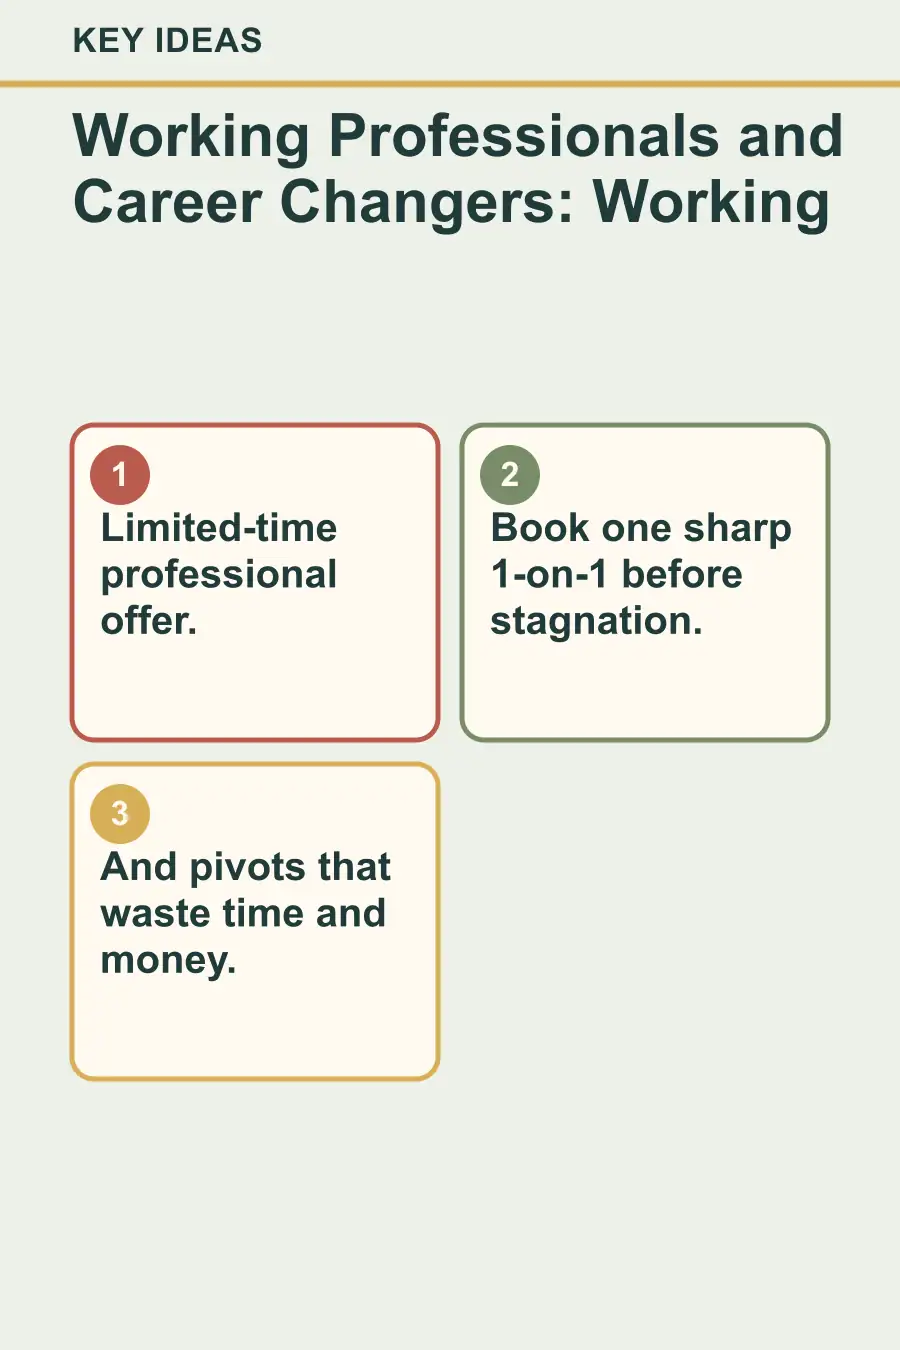 KEY IDEAS
Working Professionals and
Career Changers: Working
1
Limited-time
professional
offer.
2
Book one sharp
1-on-1 before
stagnation.
3
And pivots that
waste time and
money.